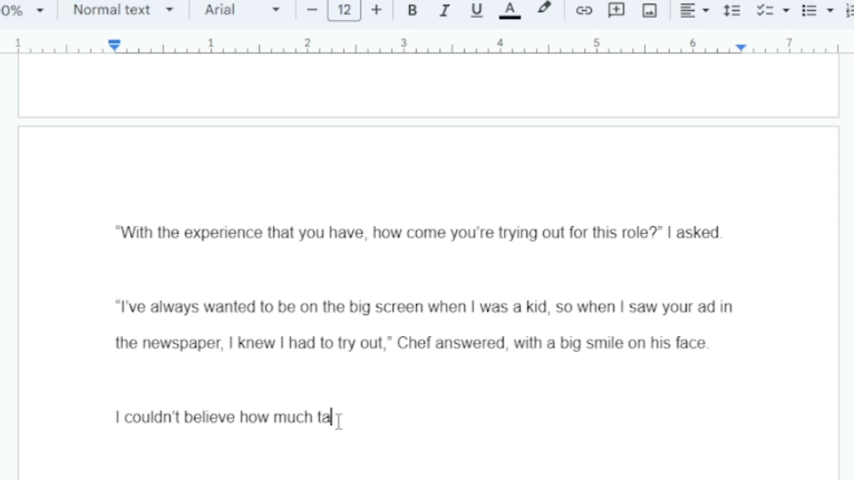 0% Normal text Arial 12 B I U A
1 1 2 3 4 5 6 7
“With the experience that you have, how come you’re trying out for this role?” I asked.
“I’ve always wanted to be on the big screen when I was a kid, so when I saw your ad in
the newspaper, I knew I had to try out,” Chef answered, with a big smile on his face.
I couldn’t believe how much ta